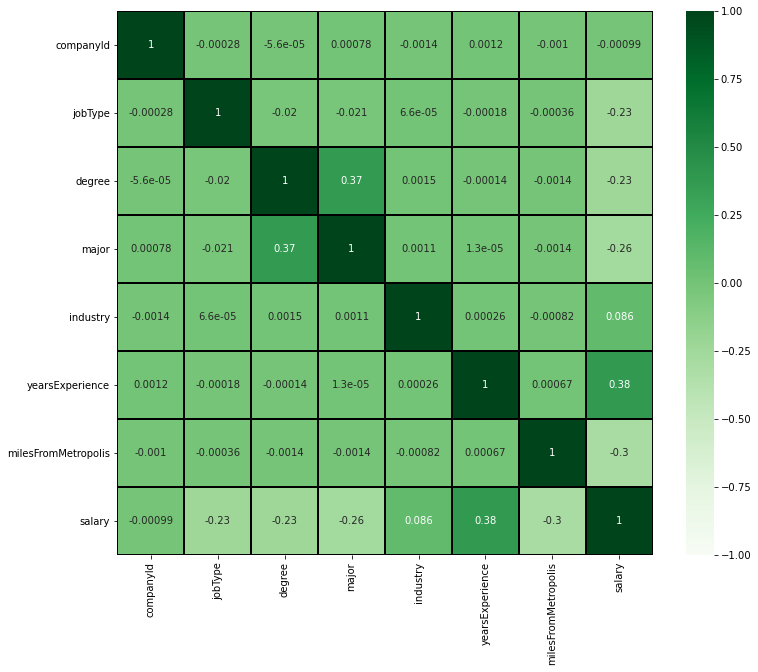 companyId 1 -0.00028 -5.6e-05 0.00078 -0.0014 0.0012 -0.001 -0.00099
jobType -0.00028 1 -0.02 -0.021 6.6e-05 -0.00018 -0.00036 -0.23
degree -5.6e-05 -0.02 1 0.37 0.0015 -0.00014 -0.0014 -0.23
major 0.00078 -0.021 0.37 1 0.0011 1.3e-05 -0.0014 -0.26
industry -0.0014 6.6e-05 0.0015 0.0011 1 0.00026 -0.00082 0.086
yearsExperience 0.0012 -0.00018 -0.00014 1.3e-05 0.00026 1 0.00067 0.38
milesFromMetropolis -0.001 -0.00036 -0.0014 -0.0014 -0.00082 0.00067 1 -0.3
salary -0.00099 -0.23 -0.23 -0.26 0.086 0.38 -0.3 1
companyId
jobType
degree
major
industry
yearsExperience
milesFromMetropolis
salary
1.00
0.75
0.50
0.25
0.00
−0.25
−0.50
−0.75
−1.00